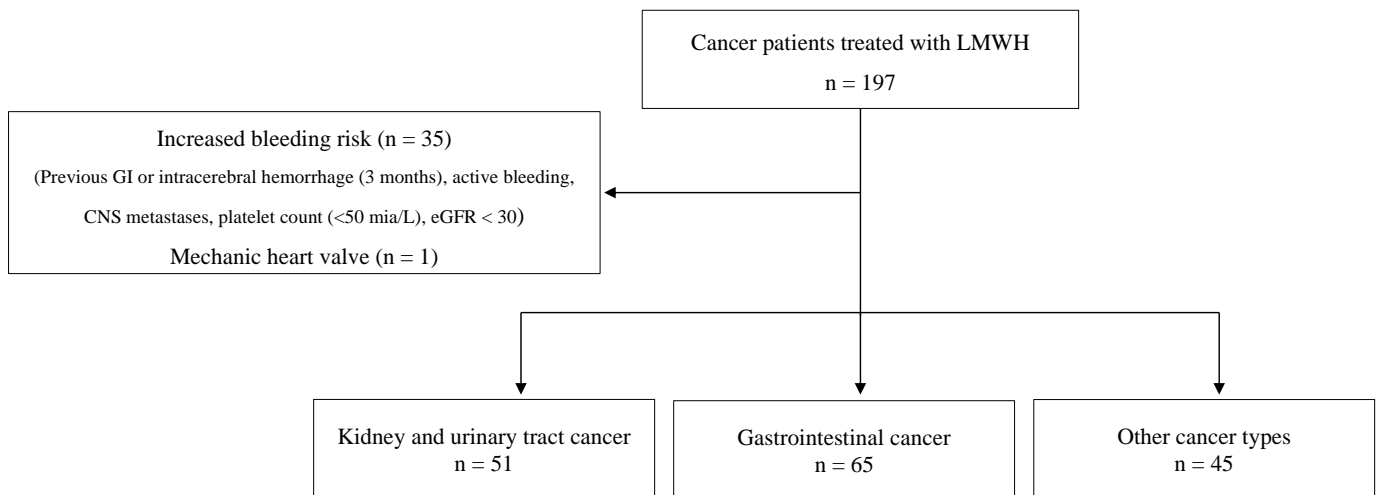 Cancer patients treated with LMWH
n = 197
Increased bleeding risk (n = 35)
(Previous GI or intracerebral hemorrhage (3 months), active bleeding,
CNS metastases, platelet count (<50 mia/L), eGFR < 30)
Mechanic heart valve (n = 1)
Kidney and urinary tract cancer
n = 51
Gastrointestinal cancer
n = 65
Other cancer types
n = 45